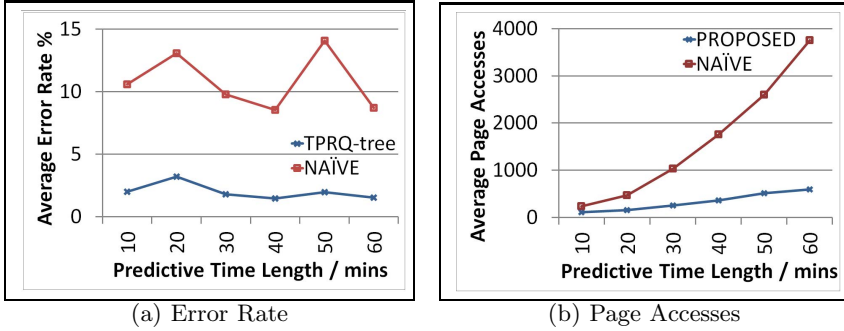 15
10
5
0
Average Error Rate %
TPRQ-tree
NAÏVE
10 20 30 40 50 60
Predictive Time Length / mins
(a) Error Rate
4000
3000
2000
1000
0
Average Page Accesses
PROPOSED
NAÏVE
10 20 30 40 50 60
Predictive Time Length / mins
(b) Page Accesses